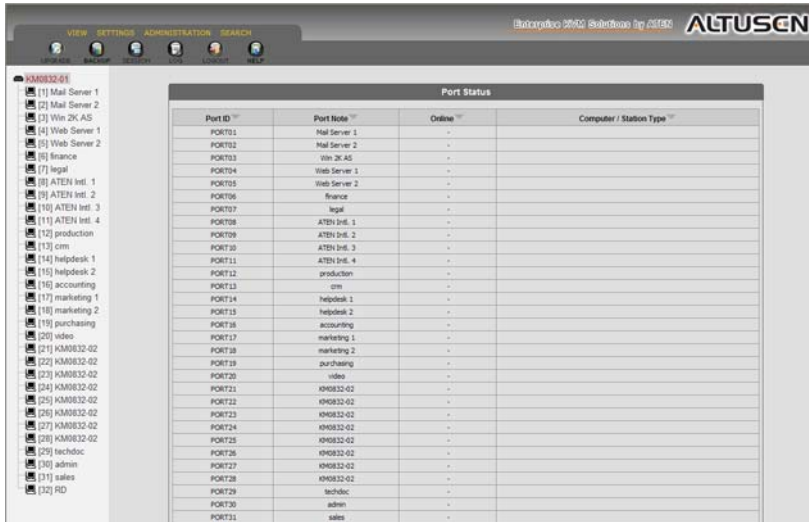 Enterprise KVM Solutions by ATEN ALTUSEN
VIEW SETTINGS ADMINISTRATION SEARCH
UPGRADE BACKUP SESSION LOG LOGOUT HELP
KM0832-01
[1] Mail Server 1
[2] Mail Server 2
[3] Win 2K AS
[4] Web Server 1
[5] Web Server 2
[6] finance
[7] legal
[8] ATEN Intl. 1
[9] ATEN Intl. 2
[10] ATEN Intl. 3
[11] ATEN Intl. 4
[12] production
[13] crm
[14] helpdesk 1
[15] helpdesk 2
[16] accounting
[17] marketing 1
[18] marketing 2
[19] purchasing
[20] video
[21] KM0832-02
[22] KM0832-02
[23] KM0832-02
[24] KM0832-02
[25] KM0832-02
[26] KM0832-02
[27] KM0832-02
[28] KM0832-02
[29] techdoc
[30] admin
[31] sales
[32] RD
Port Status
Port ID Port Note Online Computer / Station Type
PORT01 Mail Server 1 -
PORT02 Mail Server 2 -
PORT03 Win 2K AS -
PORT04 Web Server 1 -
PORT05 Web Server 2 -
PORT06 finance -
PORT07 legal -
PORT08 ATEN Intl. 1 -
PORT09 ATEN Intl. 2 -
PORT10 ATEN Intl. 3 -
PORT11 ATEN Intl. 4 -
PORT12 production -
PORT13 crm -
PORT14 helpdesk 1 -
PORT15 helpdesk 2 -
PORT16 accounting -
PORT17 marketing 1 -
PORT18 marketing 2 -
PORT19 purchasing -
PORT20 video -
PORT21 KM0832-02 -
PORT22 KM0832-02 -
PORT23 KM0832-02 -
PORT24 KM0832-02 -
PORT25 KM0832-02 -
PORT26 KM0832-02 -
PORT27 KM0832-02 -
PORT28 KM0832-02 -
PORT29 techdoc -
PORT30 admin -
PORT31 sales -